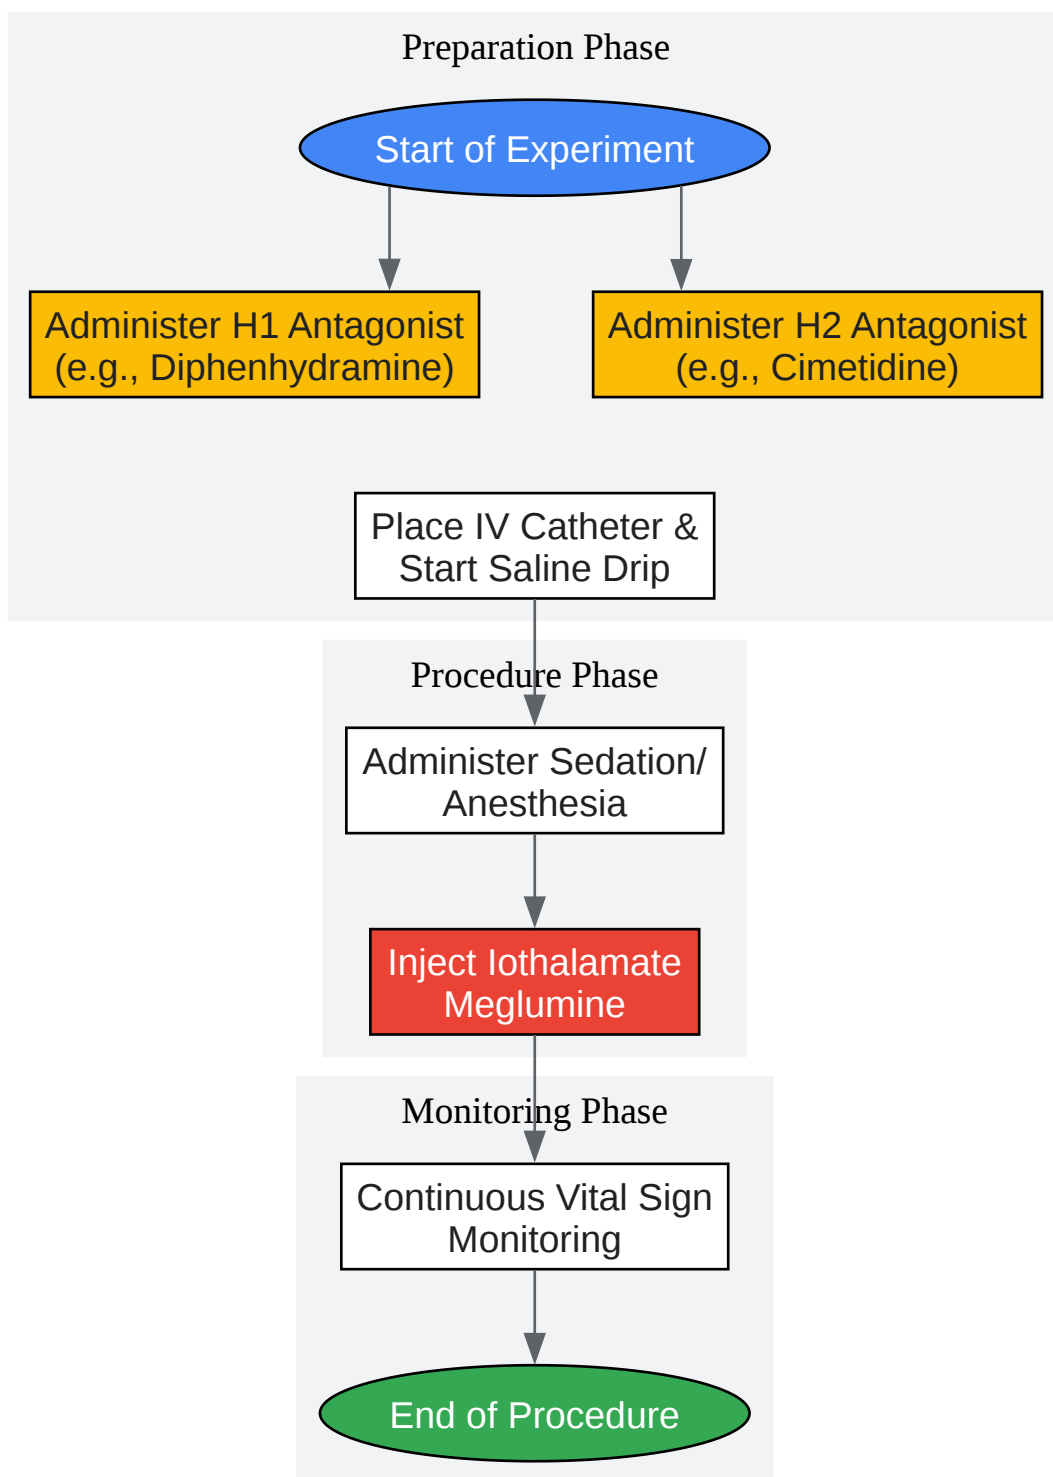 Preparation Phase
Start of Experiment
Administer H1 Antagonist
(e.g., Diphenhydramine)
Administer H2 Antagonist
(e.g., Cimetidine)
Place IV Catheter &
Start Saline Drip
Procedure Phase
Administer Sedation/
Anesthesia
Inject Iothalamate
Meglumine
Monitoring Phase
Continuous Vital Sign
Monitoring
End of Procedure